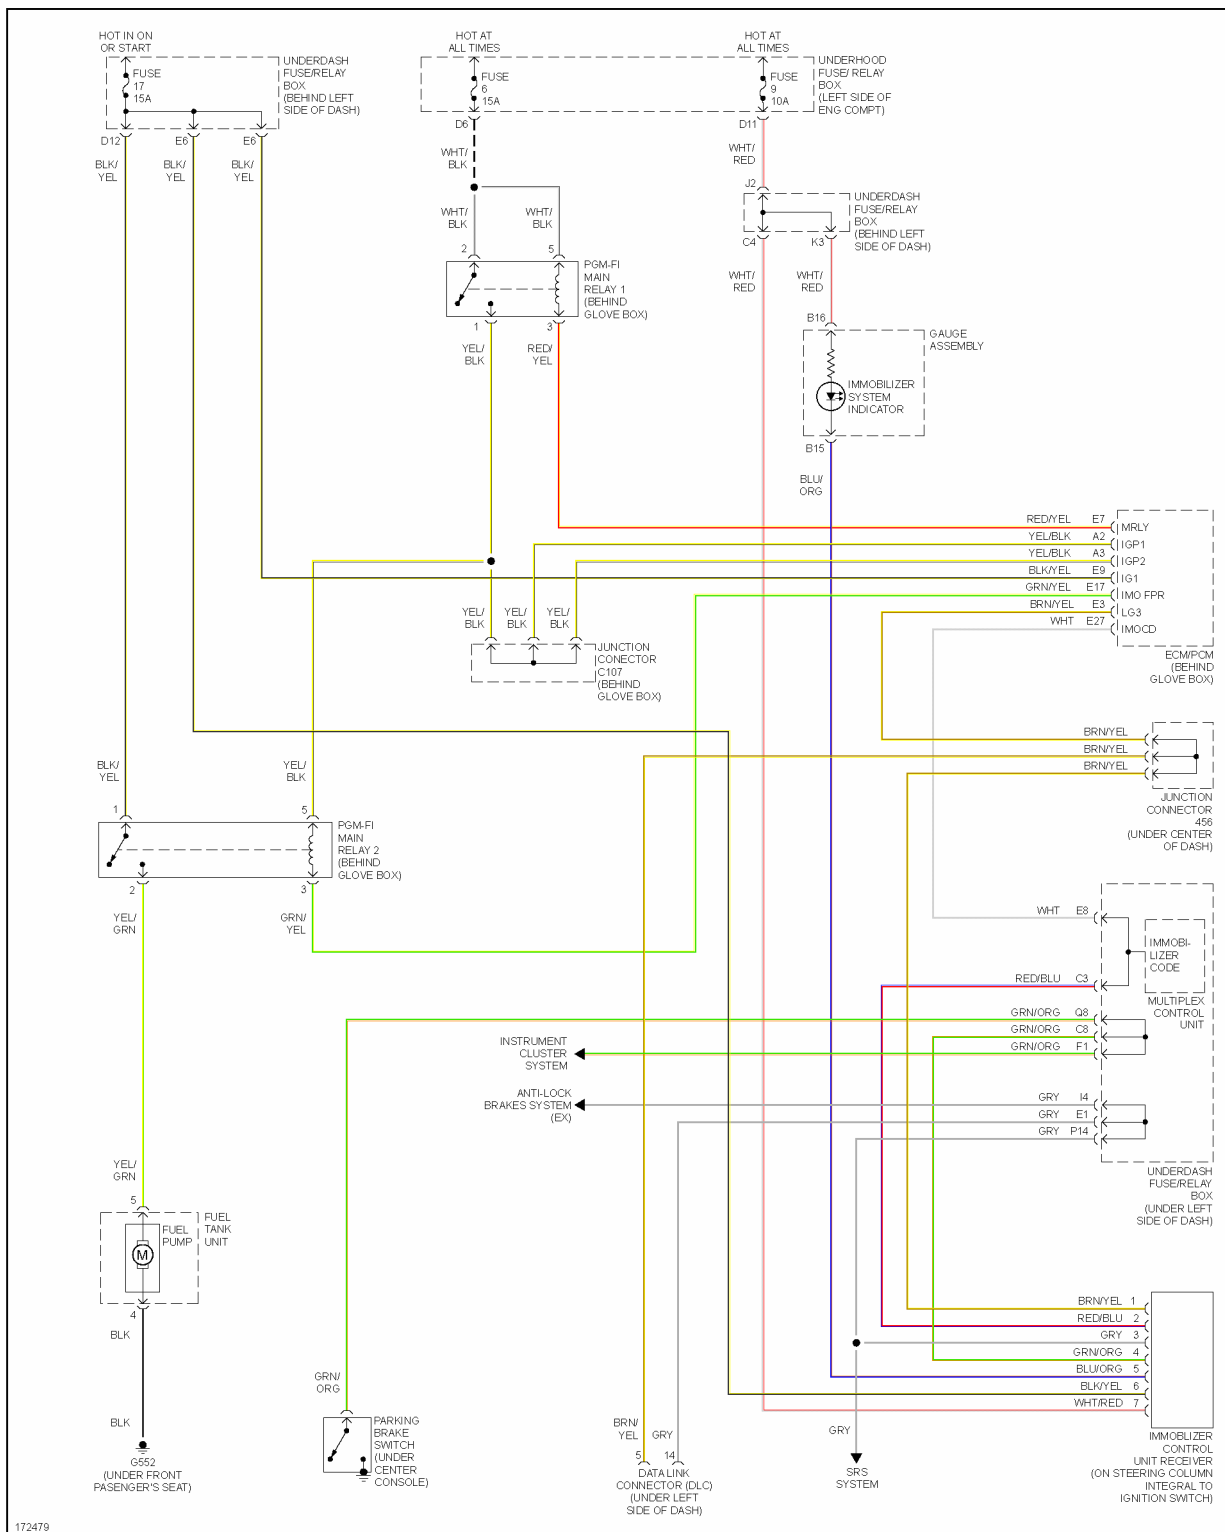 HOT IN ON
OR START
HOT AT
ALL TIMES
HOT AT
ALL TIMES
FUSE
17
15A
UNDERDASH
FUSE/RELAY
BOX
(BEHIND LEFT
SIDE OF DASH)
FUSE
6
15A
FUSE
9
10A
UNDERHOOD
FUSE/ RELAY
BOX
(LEFT SIDE OF
ENG COMPT)
D12
E6
E6
D6
D11
BLK/
YEL
BLK/
YEL
BLK/
YEL
WHT/
BLK
WHT/
RED
J2
UNDERDASH
FUSE/RELAY
BOX
(BEHIND LEFT
SIDE OF DASH)
WHT/
BLK
WHT/
BLK
C4
K3
2
5
PGM-FI
MAIN
RELAY 1
(BEHIND
GLOVE BOX)
WHT/
RED
WHT/
RED
1
3
B16
YEL/
BLK
RED/
YEL
GAUGE
ASSEMBLY
IMMOBILIZER
SYSTEM
INDICATOR
B15
BLU/
ORG
RED/YEL E7 MRLY
YEL/BLK A2 IGP1
YEL/BLK A3 IGP2
BLK/YEL E9 IG1
GRN/YEL E17 IMO FPR
BRN/YEL E3 LG3
WHT E27 IMOCD
ECM/PCM
(BEHIND
GLOVE BOX)
YEL/
BLK
YEL/
BLK
YEL/
BLK
JUNCTION
CONECTOR
C107
(BEHIND
GLOVE BOX)
BRN/YEL
BRN/YEL
BRN/YEL
JUNCTION
CONNECTOR
456
(UNDER CENTER
OF DASH)
BLK/
YEL
YEL/
BLK
1
5
PGM-FI
MAIN
RELAY 2
(BEHIND
GLOVE BOX)
2
3
YEL/
GRN
GRN/
YEL
WHT E8
IMMOBI-
LIZER
CODE
RED/BLU C3
MULTIPLEX
CONTROL
UNIT
GRN/ORG Q8
GRN/ORG C8
GRN/ORG F1
INSTRUMENT
CLUSTER
SYSTEM
ANTI-LOCK
BRAKES SYSTEM
(EX)
GRY I4
GRY E1
GRY P14
UNDERDASH
FUSE/RELAY
BOX
(UNDER LEFT
SIDE OF DASH)
YEL/
GRN
5
FUEL
PUMP
M
FUEL
TANK
UNIT
4
BLK
BLK
G552
(UNDER FRONT
PASENGER'S SEAT)
GRN/
ORG
PARKING
BRAKE
SWITCH
(UNDER
CENTER
CONSOLE)
BRN/
YEL
GRY
5
14
DATA LINK
CONNECTOR (DLC)
(UNDER LEFT
SIDE OF DASH)
GRY
SRS
SYSTEM
BRN/YEL 1
RED/BLU 2
GRY 3
GRN/ORG 4
BLU/ORG 5
BLK/YEL 6
WHT/RED 7
IMMOBLIZER
CONTROL
UNIT RECEIVER
(ON STEERING COLUMN
INTEGRAL TO
IGNITION SWITCH)
172479